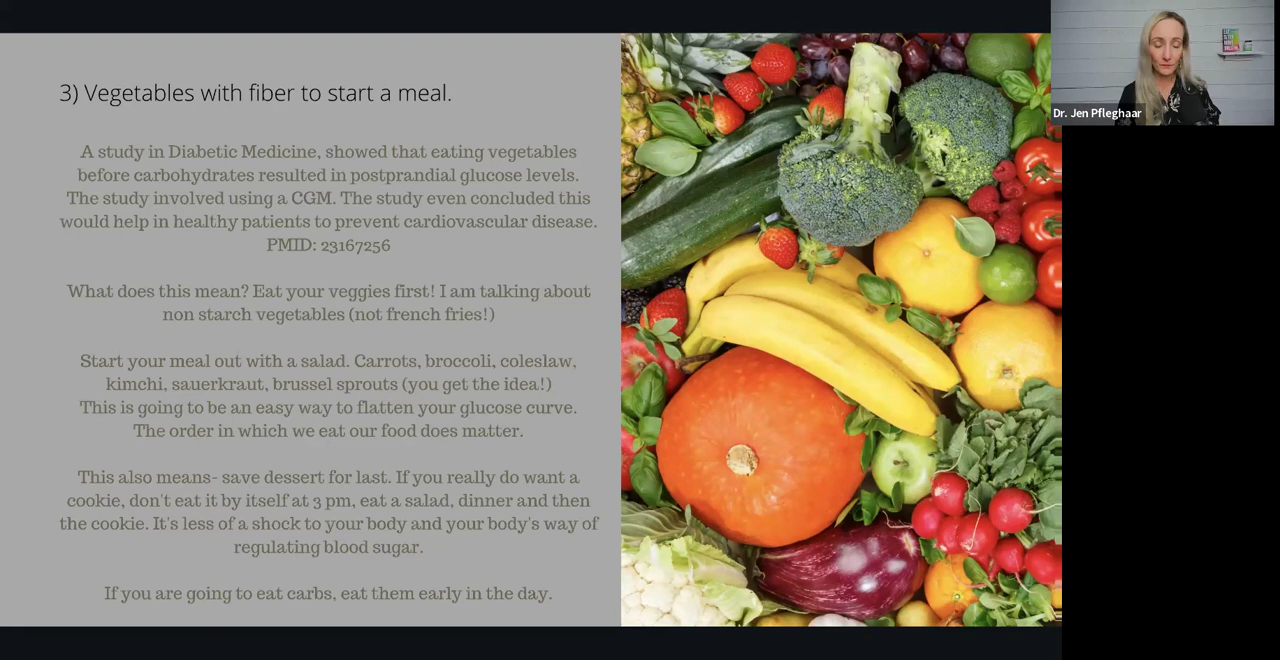 3) Vegetables with fiber to start a meal.
A study in Diabetic Medicine, showed that eating vegetables
before carbohydrates resulted in postprandial glucose levels.
The study involved using a CGM. The study even concluded this
would help in healthy patients to prevent cardiovascular disease.
PMID: 23167256
What does this mean? Eat your veggies first! I am talking about
non starch vegetables (not french fries!)
Start your meal out with a salad. Carrots, broccoli, coleslaw,
kimchi, sauerkraut, brussel sprouts (you get the idea!)
This is going to be an easy way to flatten your glucose curve.
The order in which we eat our food does matter.
This also means- save dessert for last. If you really do want a
cookie, don't eat it by itself at 3 pm, eat a salad, dinner and then
the cookie. It's less of a shock to your body and your body's way of
regulating blood sugar.
If you are going to eat carbs, eat them early in the day.
Dr. Jen Pfleghaar